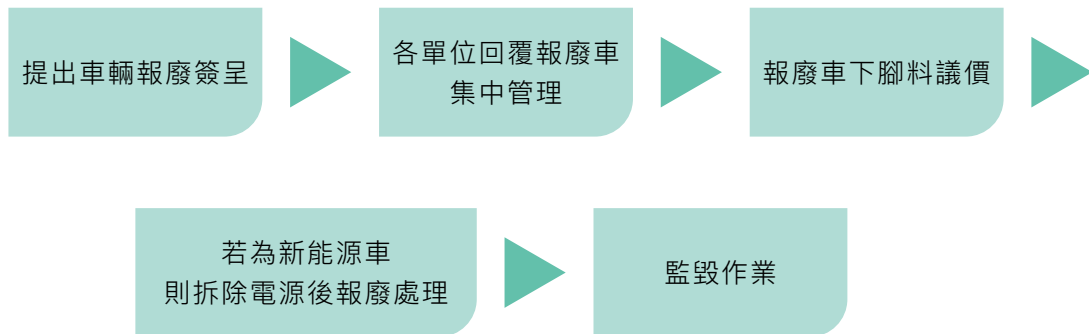 提出車輛報廢簽呈
各單位回覆報廢車
集中管理
報廢車下腳料議價
若為新能源車
則拆除電源後報廢處理
監毀作業